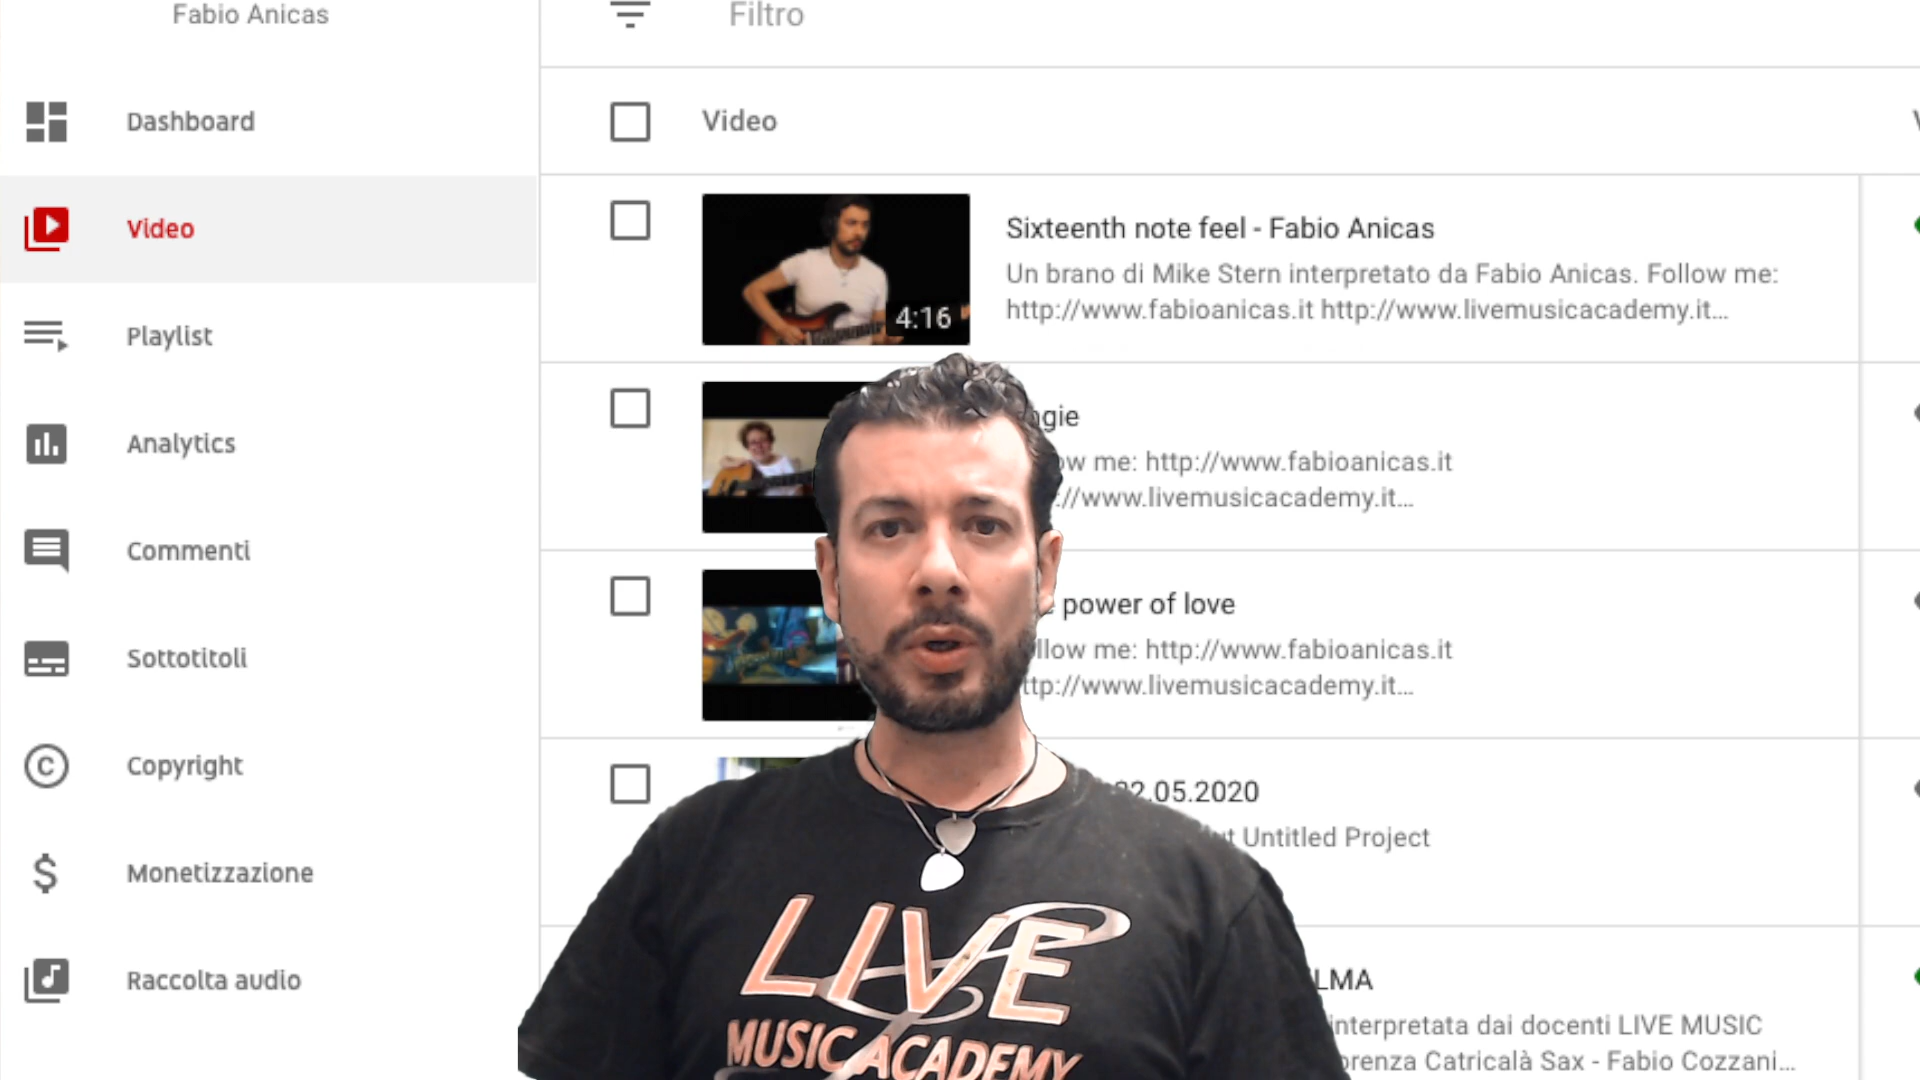 Fabio Anicas
Filtro
Dashboard
Video
Video
Sixteenth note feel - Fabio Anicas
Un brano di Mike Stern interpretato da Fabio Anicas. Follow me:
http://www.fabioanicas.it http://www.livemusicacademy.it...
4:16
Playlist
Analytics
me: http://www.fabioanicas.it
://www.livemusicacademy.it...
Commenti
power of love
me: http://www.fabioanicas.it
ttp://www.livemusicacademy.it...
Sottotitoli
Copyright
2.05.2020
Untitled Project
Monetizzazione
Raccolta audio
LMA
interpretata dai docenti LIVE MUSIC
Catricalà Sax - Fabio Cozzani...
LIVE
MUSIC ACADEMY